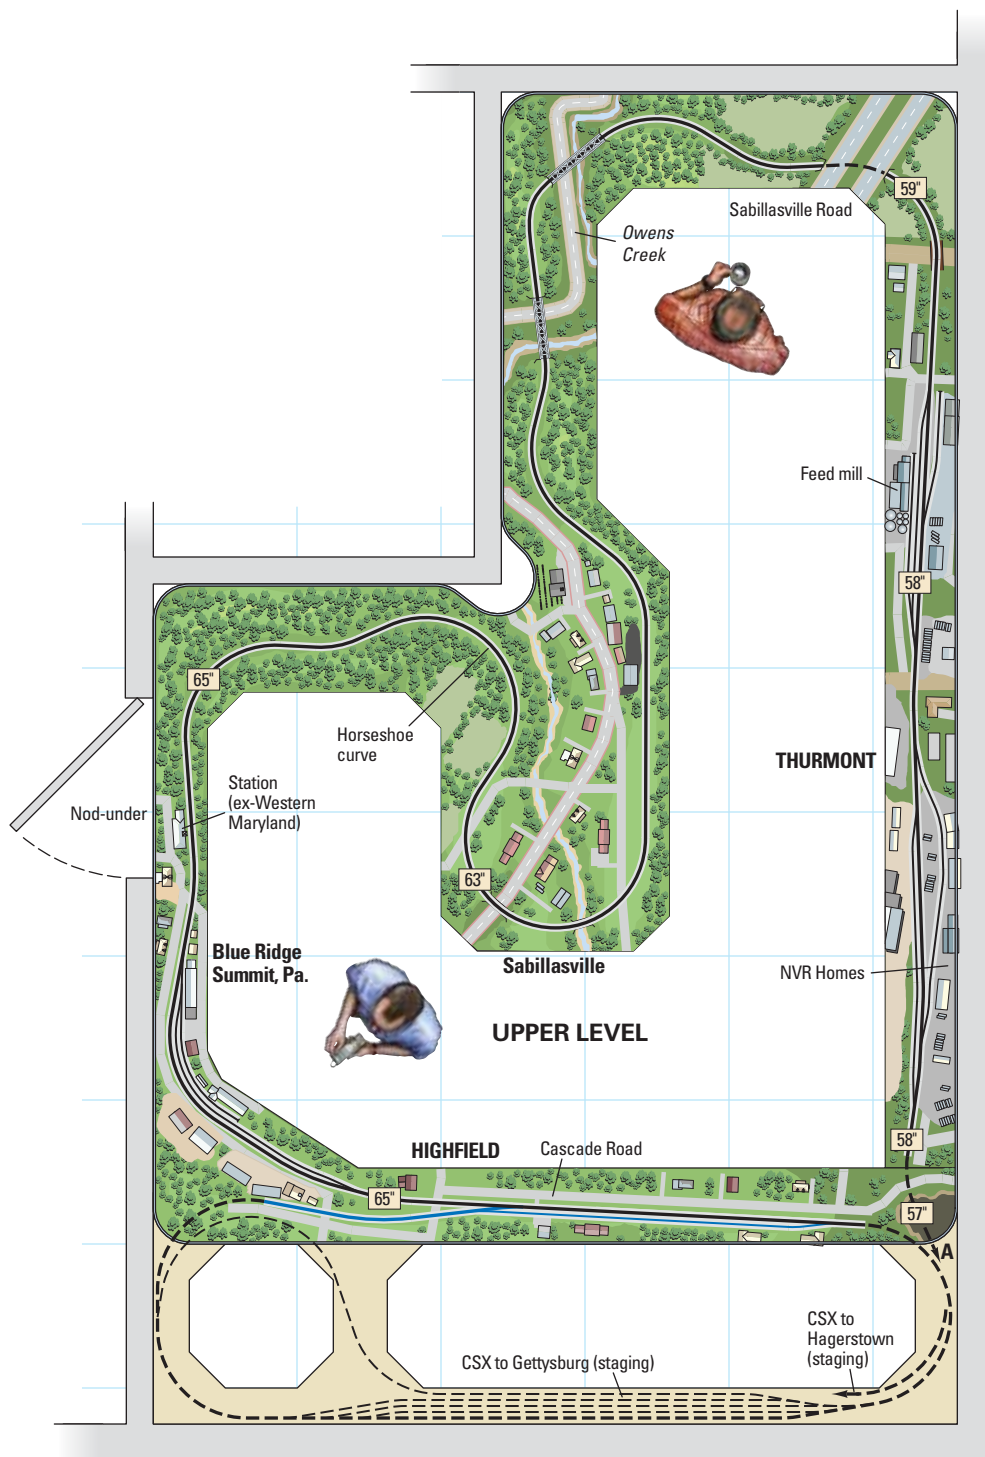 59"
Sabillasville Road
Owens
Creek
Feed mill
58"
65"
Horseshoe
curve
THURMONT
Station
(ex-Western
Maryland)
Nod-under
63"
Blue Ridge
Summit, Pa.
Sabillasville
NVR Homes
UPPER LEVEL
58"
HIGHFIELD
Cascade Road
65"
57"
A
CSX to
Hagerstown
(staging)
CSX to Gettysburg (staging)